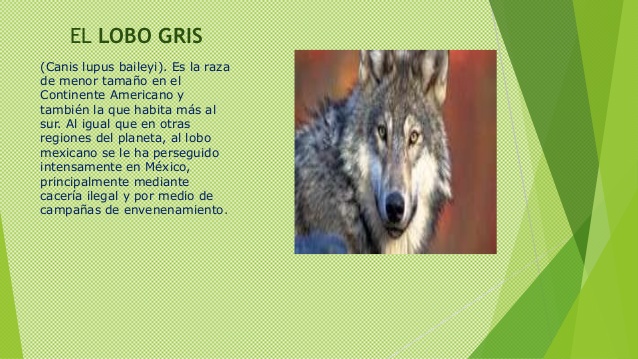 EL LOBO GRIS
(Canis lupus baileyi). Es la raza
de menor tamaño en el
Continente Americano y
también la que habita más al
sur. Al igual que en otras
regiones del planeta, al lobo
mexicano se le ha perseguido
intensamente en México,
principalmente mediante
cacería ilegal y por medio de
campañas de envenenamiento.